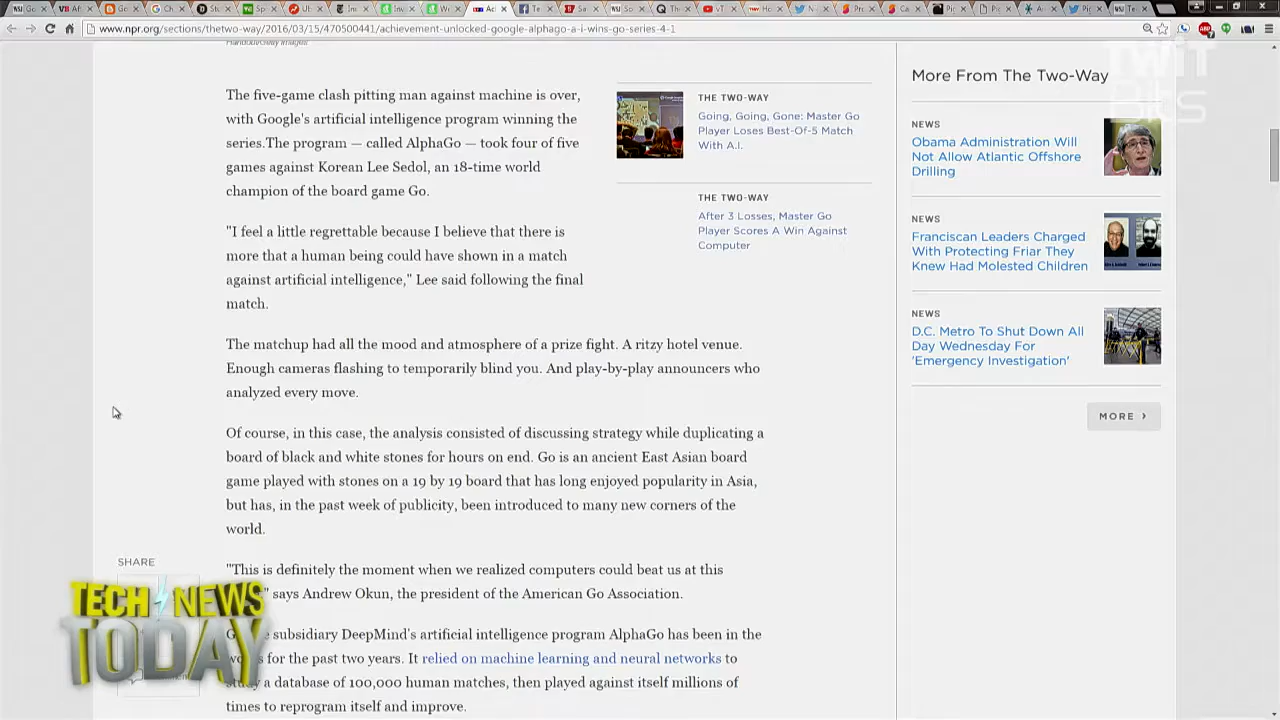 www.npr.org/sections/thetwo-way/2016/03/15/470500441/achievement-unlocked-google-alphago-a-i-wins-go-series-4-1
The five-game clash pitting man against machine is over,
with Google's artificial intelligence program winning the
series.The program — called AlphaGo — took four of five
games against Korean Lee Sedol, an 18-time world
champion of the board game Go.
"I feel a little regrettable because I believe that there is
more that a human being could have shown in a match
against artificial intelligence," Lee said following the final
match.
The matchup had all the mood and atmosphere of a prize fight. A ritzy hotel venue.
Enough cameras flashing to temporarily blind you. And play-by-play announcers who
analyzed every move.
Of course, in this case, the analysis consisted of discussing strategy while duplicating a
board of black and white stones for hours on end. Go is an ancient East Asian board
game played with stones on a 19 by 19 board that has long enjoyed popularity in Asia,
but has, in the past week of publicity, been introduced to many new corners of the
world.
"This is definitely the moment when we realized computers could beat us at this
says Andrew Okun, the president of the American Go Association.
subsidiary DeepMind's artificial intelligence program AlphaGo has been in the
for the past two years. It relied on machine learning and neural networks to
a database of 100,000 human matches, then played against itself millions of
times to reprogram itself and improve.
THE TWO-WAY
Going, Going, Gone: Master Go
Player Loses Best-Of-5 Match
With A.I.
THE TWO-WAY
After 3 Losses, Master Go
Player Scores A Win Against
Computer
More From The Two-Way
NEWS
Obama Administration Will
Not Allow Atlantic Offshore
Drilling
NEWS
Franciscan Leaders Charged
With Protecting Friar They
Knew Had Molested Children
NEWS
D.C. Metro To Shut Down All
Day Wednesday For
'Emergency Investigation'
MORE ›
SHARE
TECH NEWS
TODAY
TWiT
Bits